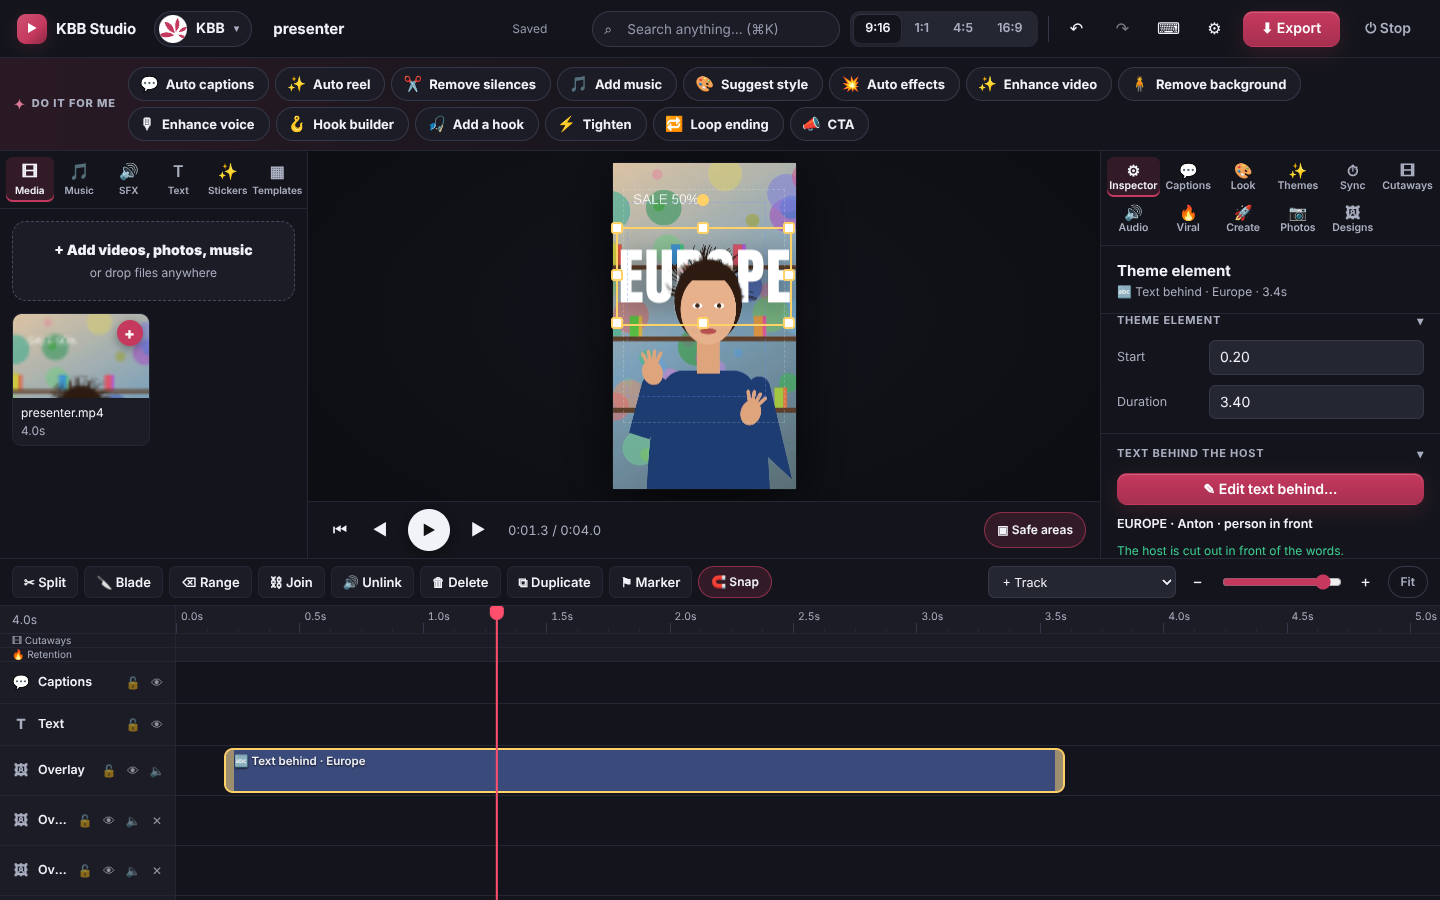 KBB Studio
KBB
presenter
Saved
Search anything... (⌘K)
9:16
1:1
4:5
16:9
Export
Stop
DO IT FOR ME
Auto captions
Auto reel
Remove silences
Add music
Suggest style
Auto effects
Enhance video
Remove background
Enhance voice
Hook builder
Add a hook
Tighten
Loop ending
CTA
Media
Music
SFX
Text
Stickers
Templates
+ Add videos, photos, music
or drop files anywhere
presenter.mp4
4.0s
SALE 50%
0:01.3 / 0:04.0
Safe areas
Inspector
Captions
Look
Themes
Sync
Cutaways
Audio
Viral
Create
Photos
Designs
Theme element
Text behind · Europe · 3.4s
THEME ELEMENT
Start
0.20
Duration
3.40
TEXT BEHIND THE HOST
Edit text behind...
EUROPE · Anton · person in front
The host is cut out in front of the words.
Split
Blade
Range
Join
Unlink
Delete
Duplicate
Marker
Snap
+ Track
Fit
4.0s
0.0s
0.5s
1.0s
1.5s
2.0s
2.5s
3.0s
3.5s
4.0s
4.5s
5.0s
Cutaways
Retention
Captions
Text
Overlay
Text behind · Europe
Ov...
Ov...